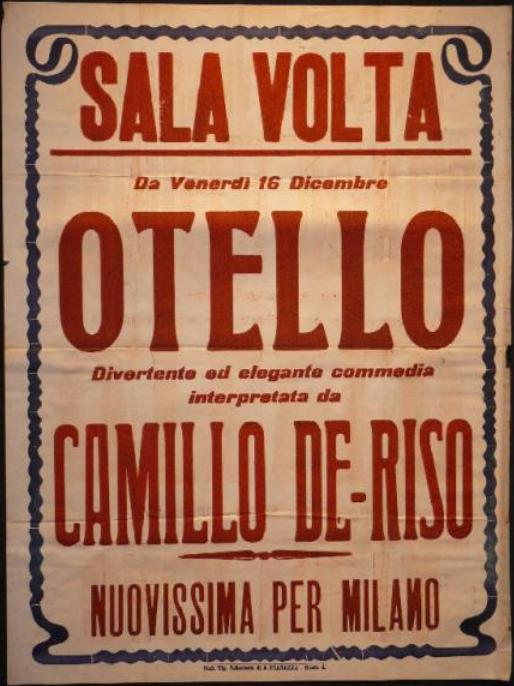 SALA VOLTA
Da Venerdì 16 Dicembre
OTELLO
Divertente ed elegante commedia
interpretata da
CAMILLO DE-RISO
NUOVISSIMA PER MILANO